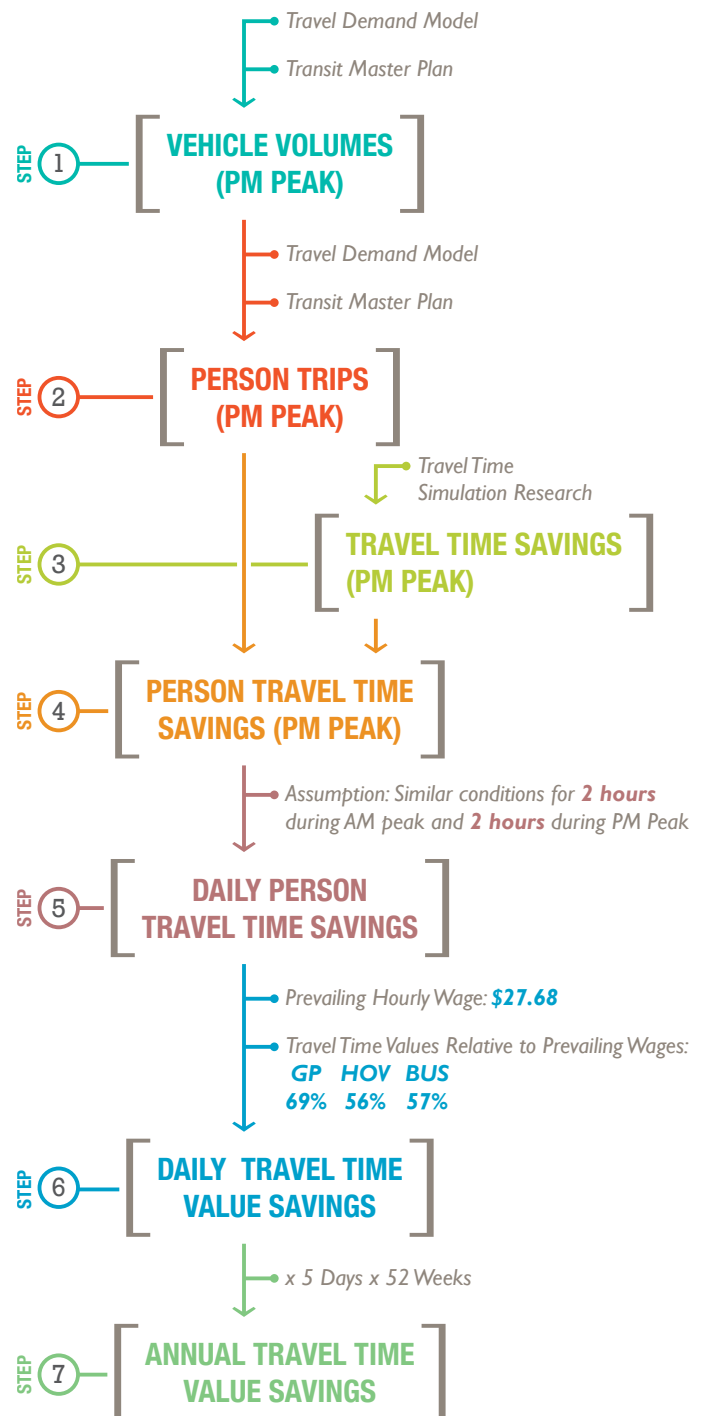 Travel Demand Model
Transit Master Plan
STEP 1
VEHICLE VOLUMES
(PM PEAK)
Travel Demand Model
Transit Master Plan
STEP 2
PERSON TRIPS
(PM PEAK)
Travel Time
Simulation Research
STEP 3
TRAVEL TIME SAVINGS
(PM PEAK)
STEP 4
PERSON TRAVEL TIME
SAVINGS (PM PEAK)
Assumption: Similar conditions for 2 hours
during AM peak and 2 hours during PM Peak
STEP 5
DAILY PERSON
TRAVEL TIME SAVINGS
Prevailing Hourly Wage: $27.68
Travel Time Values Relative to Prevailing Wages:
GP HOV BUS
69% 56% 57%
STEP 6
DAILY TRAVEL TIME
VALUE SAVINGS
x 5 Days x 52 Weeks
STEP 7
ANNUAL TRAVEL TIME
VALUE SAVINGS